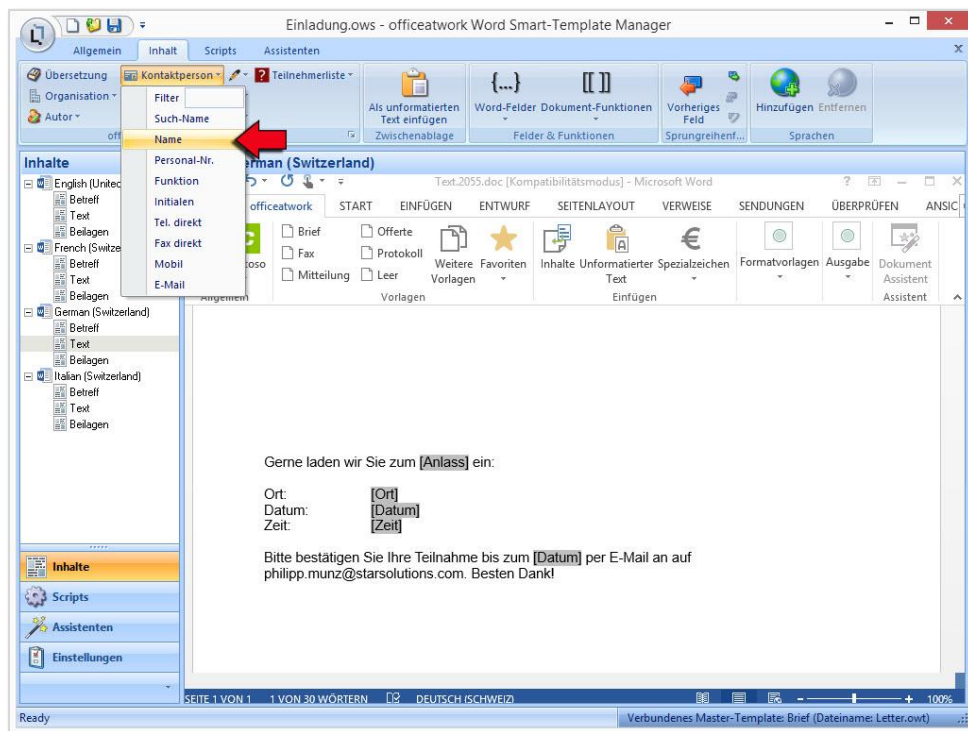 Einladung.ows - officeatwork Word Smart-Template Manager
Allgemein Inhalt Scripts Assistenten
Übersetzung Kontaktperson Teilnehmerliste
Organisation
Autor
Als unformatierten
Text einfügen
Zwischenablage
{...}
Word-Felder
[[ ]]
Dokument-Funktionen
Felder & Funktionen
Vorheriges
Feld
Sprungreihenf...
Hinzufügen Entfernen
Sprachen
Filter
Such-Name
Name
Personal-Nr.
Funktion
Initialen
Tel. direkt
Fax direkt
Mobil
E-Mail
Inhalte
English (United
Betreff
Text
Beilagen
French (Switze
Betreff
Text
Beilagen
German (Switzerland)
Betreff
Text
Beilagen
Italian (Switzerland)
Betreff
Text
Beilagen
Inhalte
Scripts
Assistenten
Einstellungen
erman (Switzerland)
Text.2055.doc [Kompatibilitätsmodus] - Microsoft Word
officeatwork START EINFÜGEN ENTWURF SEITENLAYOUT VERWEISE SENDUNGEN ÜBERPRÜFEN ANSIC
Brief
Fax
Mitteilung
Offerte
Protokoll
Leer
Weitere
Vorlagen
Favoriten
Inhalte
Unformatierter
Text
Spezialzeichen
Formatvorlagen
Ausgabe
Dokument
Assistent
Allgemein Vorlagen Einfügen Assistent
Gerne laden wir Sie zum [Anlass] ein:
Ort: [Ort]
Datum: [Datum]
Zeit: [Zeit]
Bitte bestätigen Sie Ihre Teilnahme bis zum [Datum] per E-Mail an auf
philipp.munz@starsolutions.com. Besten Dank!
SEITE 1 VON 1 1 VON 30 WÖRTERN DEUTSCH (SCHWEIZ) 100%
Ready Verbundenes Master-Template: Brief (Dateiname: Letter.owt)